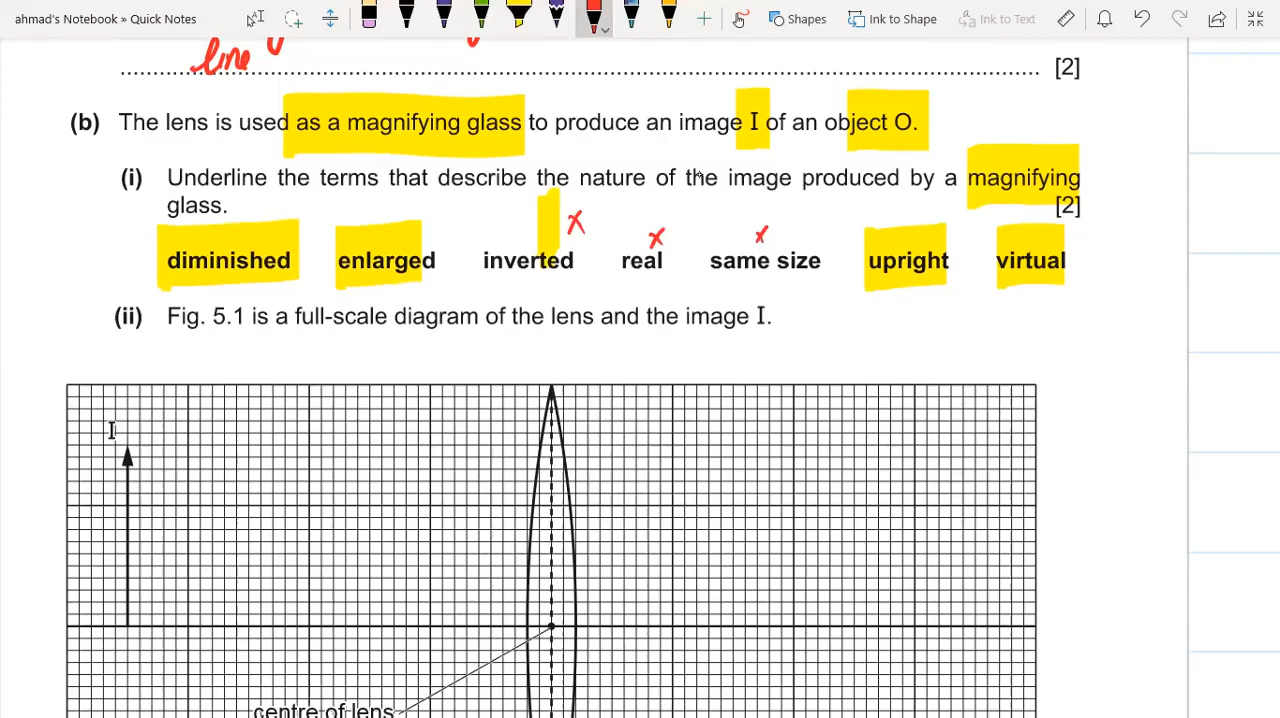 ahmad's Notebook » Quick Notes
Shapes
Ink to Shape
Ink to Text
line
[2]
(b) The lens is used as a magnifying glass to produce an image I of an object O.
(i) Underline the terms that describe the nature of the image produced by a magnifying
glass. [2]
x x x
diminished enlarged inverted real same size upright virtual
(ii) Fig. 5.1 is a full-scale diagram of the lens and the image I.
I
centre of lens